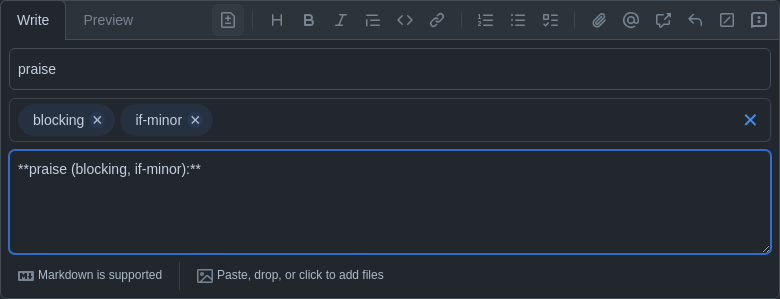 Write Preview
praise
blocking if-minor
**praise (blocking, if-minor):**
Markdown is supported Paste, drop, or click to add files